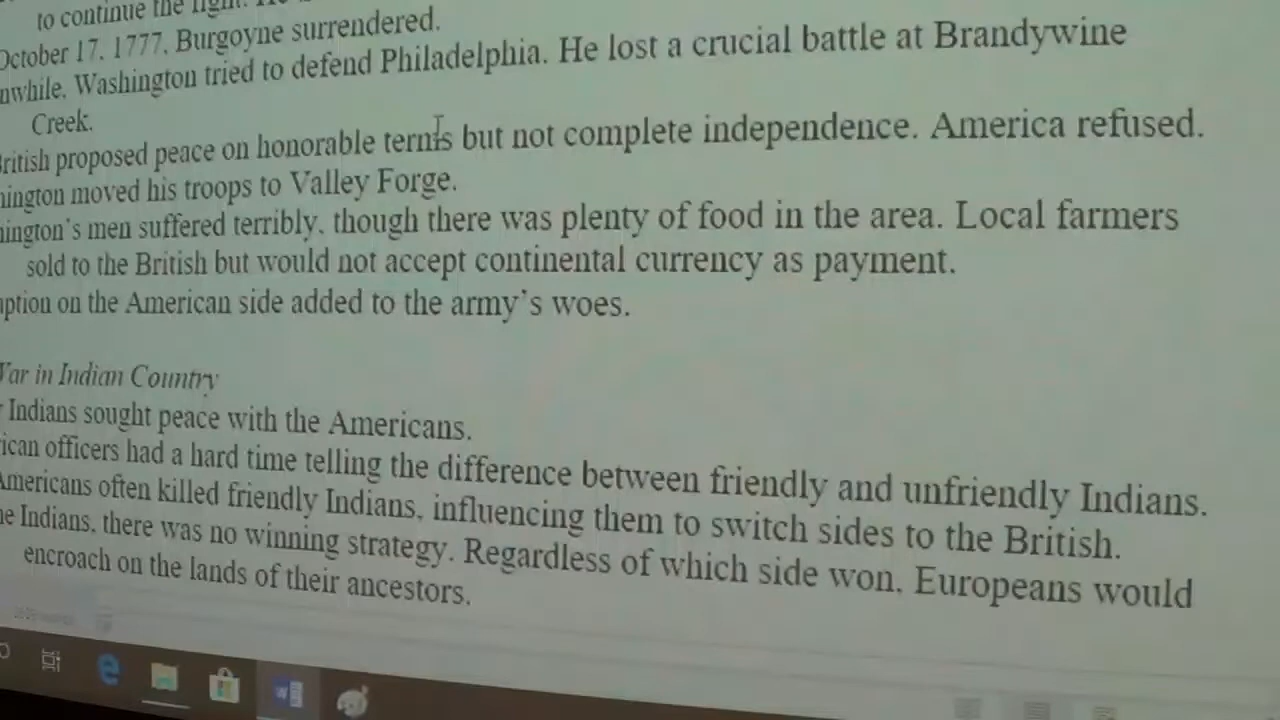 to continue the
October 17, 1777, Burgoyne surrendered.
nwhile, Washington tried to defend Philadelphia. He lost a crucial battle at Brandywine
Creek.
British proposed peace on honorable terms but not complete independence. America refused.
hington moved his troops to Valley Forge.
hington's men suffered terribly, though there was plenty of food in the area. Local farmers
sold to the British but would not accept continental currency as payment.
uption on the American side added to the army's woes.
War in Indian Country
Indians sought peace with the Americans.
ican officers had a hard time telling the difference between friendly and unfriendly Indians.
Americans often killed friendly Indians, influencing them to switch sides to the British.
he Indians, there was no winning strategy. Regardless of which side won, Europeans would
encroach on the lands of their ancestors.